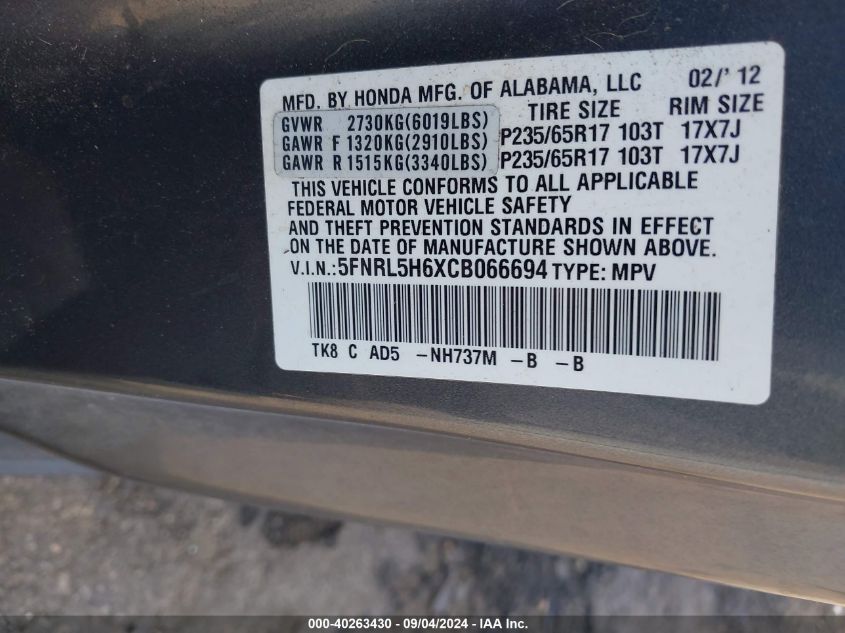 MFD. BY HONDA MFG. OF ALABAMA, LLC 02/' 12
TIRE SIZE RIM SIZE
GVWR 2730KG(6019LBS)
GAWR F 1320KG(2910LBS) P235/65R17 103T 17X7J
GAWR R 1515KG(3340LBS) P235/65R17 103T 17X7J
THIS VEHICLE CONFORMS TO ALL APPLICABLE
FEDERAL MOTOR VEHICLE SAFETY
AND THEFT PREVENTION STANDARDS IN EFFECT
ON THE DATE OF MANUFACTURE SHOWN ABOVE.
V.I.N.:5FNRL5H6XCB066694 TYPE: MPV
TK8 C AD5 -NH737M -B -B
000-40263430 - 09/04/2024 - WWW.IAAI.COM